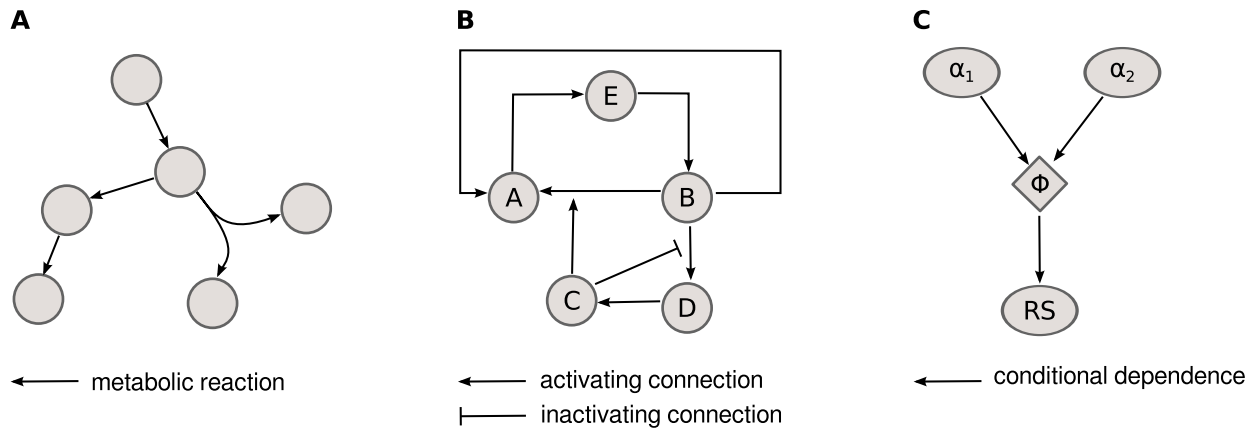 A
B
C
E
A
B
C
D
α1
α2
Φ
RS
metabolic reaction
activating connection
inactivating connection
conditional dependence